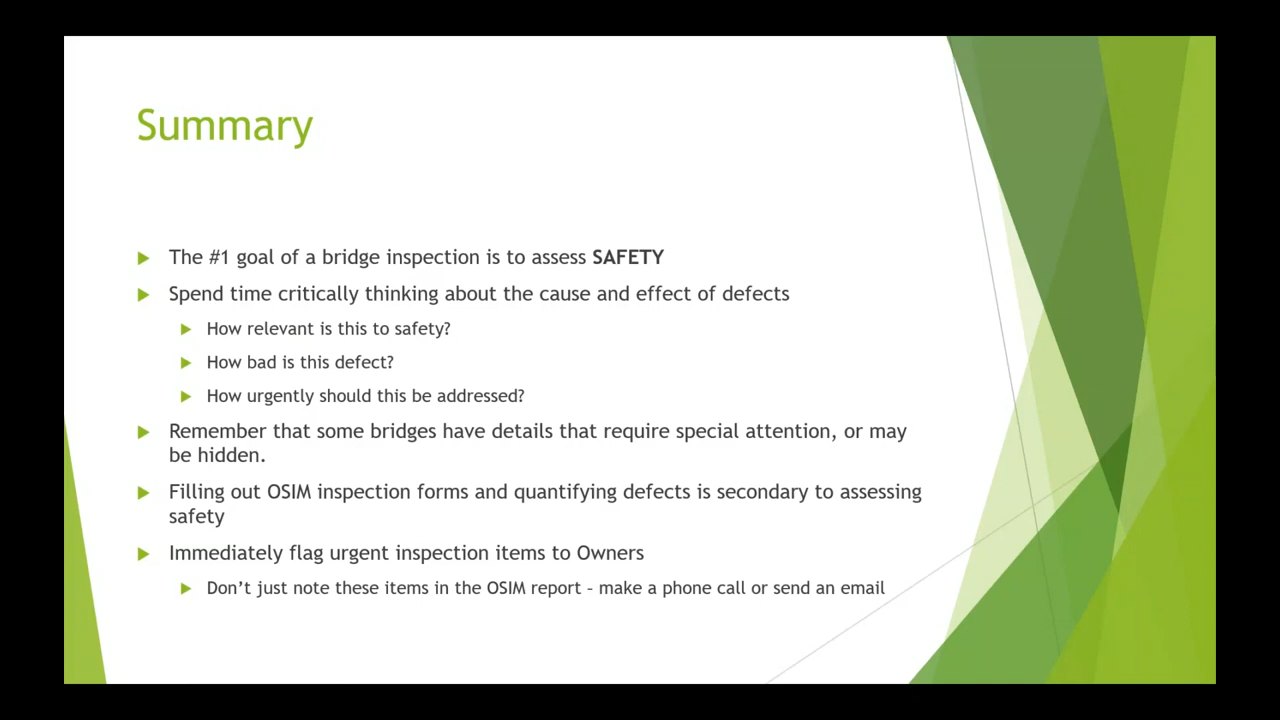 Summary
The #1 goal of a bridge inspection is to assess SAFETY
Spend time critically thinking about the cause and effect of defects
How relevant is this to safety?
How bad is this defect?
How urgently should this be addressed?
Remember that some bridges have details that require special attention, or may
be hidden.
Filling out OSIM inspection forms and quantifying defects is secondary to assessing
safety
Immediately flag urgent inspection items to Owners
Don’t just note these items in the OSIM report – make a phone call or send an email